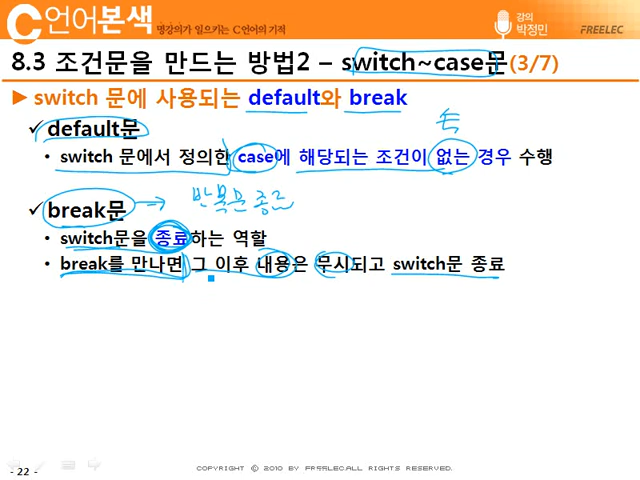 C언어본색 명강의가 일으키는 C언어의 기적
강의 박정민
FREELEC
8.3 조건문을 만드는 방법2 – switch~case문(3/7)
►switch 문에 사용되는 default와 break
✓default문
• switch 문에서 정의한 case에 해당되는 조건이 없는 경우 수행
✓break문 → 반복문 종료
• switch문을 종료하는 역할
• break를 만나면 그 이후 내용은 무시되고 switch문 종료
- 22 -
COPYRIGHT © 2010 BY FREELEC.ALL RIGHTS RESERVED.